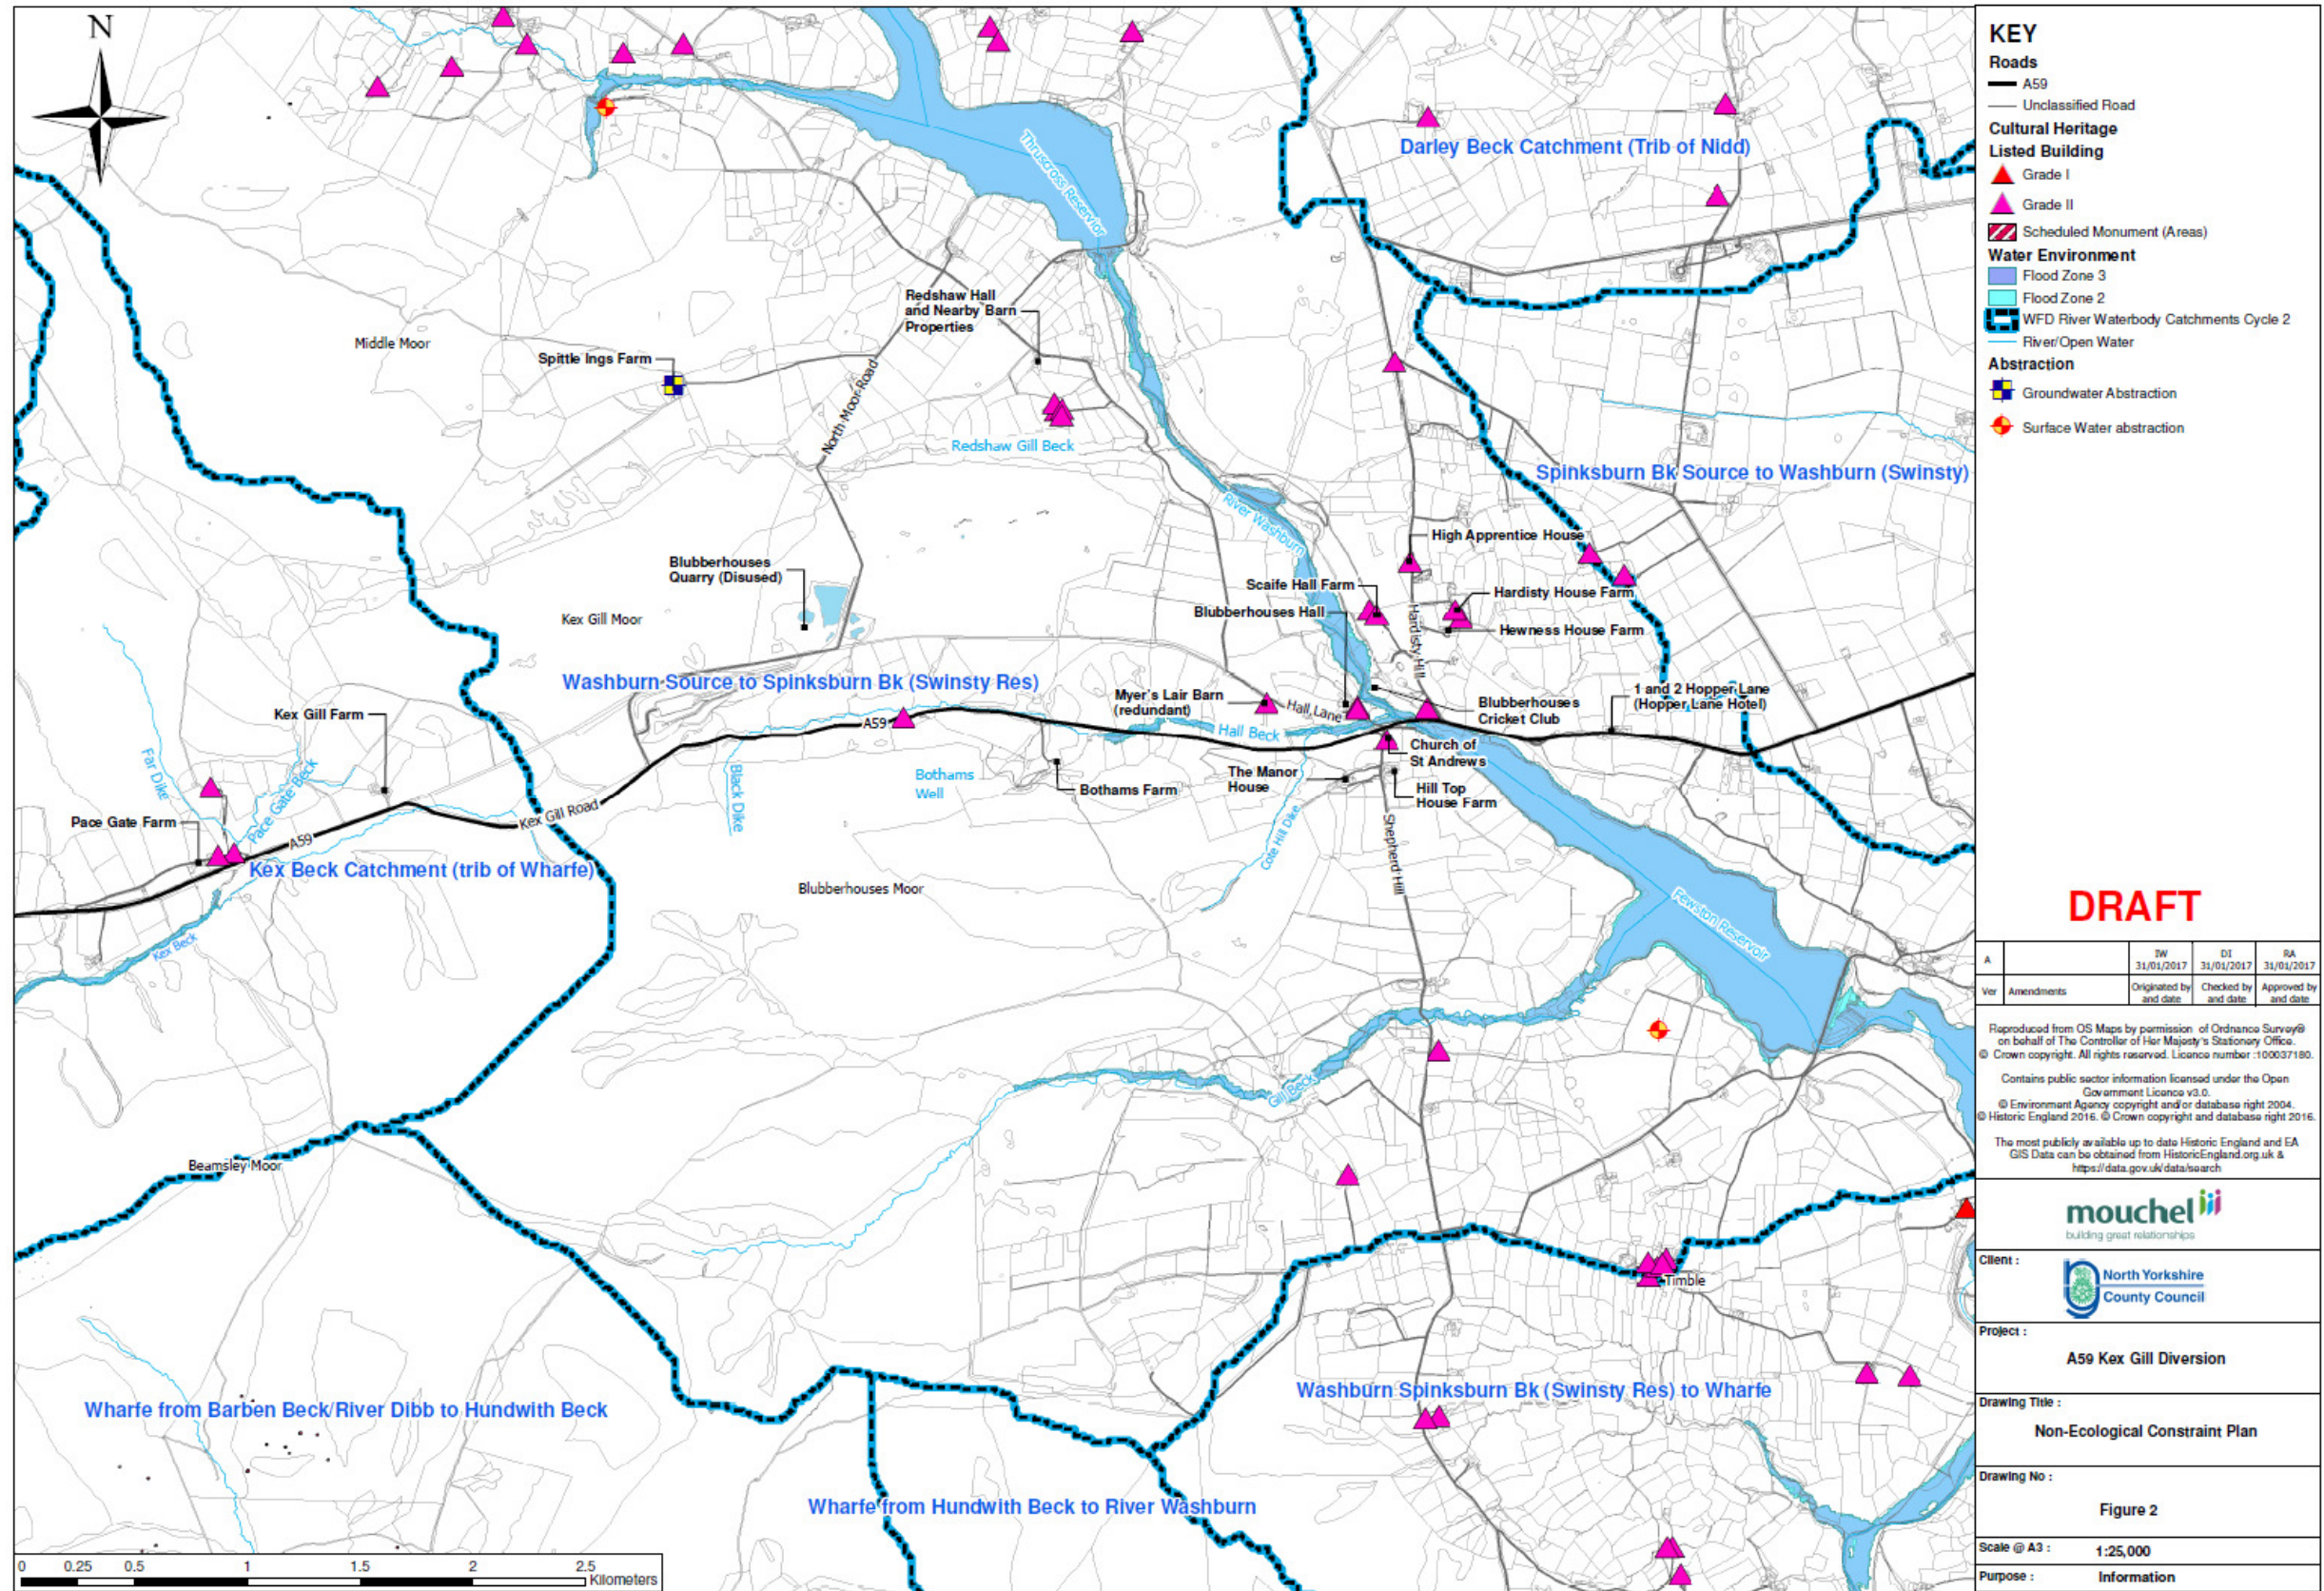 N
Thruscross Reservior
Darley Beck Catchment (Trib of Nidd)
Redshaw Hall
and Nearby Barn
Properties
Middle Moor
Spittle Ings Farm
North Moor Road
Redshaw Gill Beck
Spinksburn Bk Source to Washburn (Swinsty)
River Washburn
High Apprentice House
Blubberhouses
Quarry (Disused)
Scaife Hall Farm
Hardisty House Farm
Blubberhouses Hall
Kex Gill Moor
Hardisty Hill
Hewness House Farm
Washburn Source to Spinksburn Bk (Swinsty Res)
Myer's Lair Barn
(redundant)
Hall Lane
Blubberhouses
Cricket Club
1 and 2 Hopper Lane
(Hopper Lane Hotel)
Kex Gill Farm
A59
Hall Beck
Church of
St Andrews
Far Dike
Pace Gate Beck
Black Dike
Bothams
Well
Bothams Farm
The Manor
House
Hill Top
House Farm
Pace Gate Farm
A59
Kex Gill Road
Cote Hill Dike
Shepherd Hill
Kex Beck Catchment (trib of Wharfe)
Blubberhouses Moor
Kex Beck
Fewston Reservoir
Gill Beck
Beamsley Moor
Timble
Wharfe from Barben Beck/River Dibb to Hundwith Beck
Washburn Spinksburn Bk (Swinsty Res) to Wharfe
Wharfe from Hundwith Beck to River Washburn
0 0.25 0.5 1 1.5 2 2.5
Kilometers
KEY
Roads
A59
Unclassified Road
Cultural Heritage
Listed Building
Grade I
Grade II
Scheduled Monument (Areas)
Water Environment
Flood Zone 3
Flood Zone 2
WFD River Waterbody Catchments Cycle 2
River/Open Water
Abstraction
Groundwater Abstraction
Surface Water abstraction
DRAFT
A IW DI RA
31/01/2017 31/01/2017 31/01/2017
Ver Amendments Originated by Checked by Approved by
and date and date and date
Reproduced from OS Maps by permission of Ordnance Survey®
on behalf of The Controller of Her Majesty's Stationery Office.
© Crown copyright. All rights reserved. Licence number :100037180.
Contains public sector information licensed under the Open
Government Licence v3.0.
© Environment Agency copyright and/or database right 2004.
© Historic England 2016. © Crown copyright and database right 2016.
The most publicly available up to date Historic England and EA
GIS Data can be obtained from HistoricEngland.org.uk &
https://data.gov.uk/data/search
mouchel
building great relationships
Client :
North Yorkshire
County Council
Project :
A59 Kex Gill Diversion
Drawing Title :
Non-Ecological Constraint Plan
Drawing No :
Figure 2
Scale @ A3 : 1:25,000
Purpose : Information